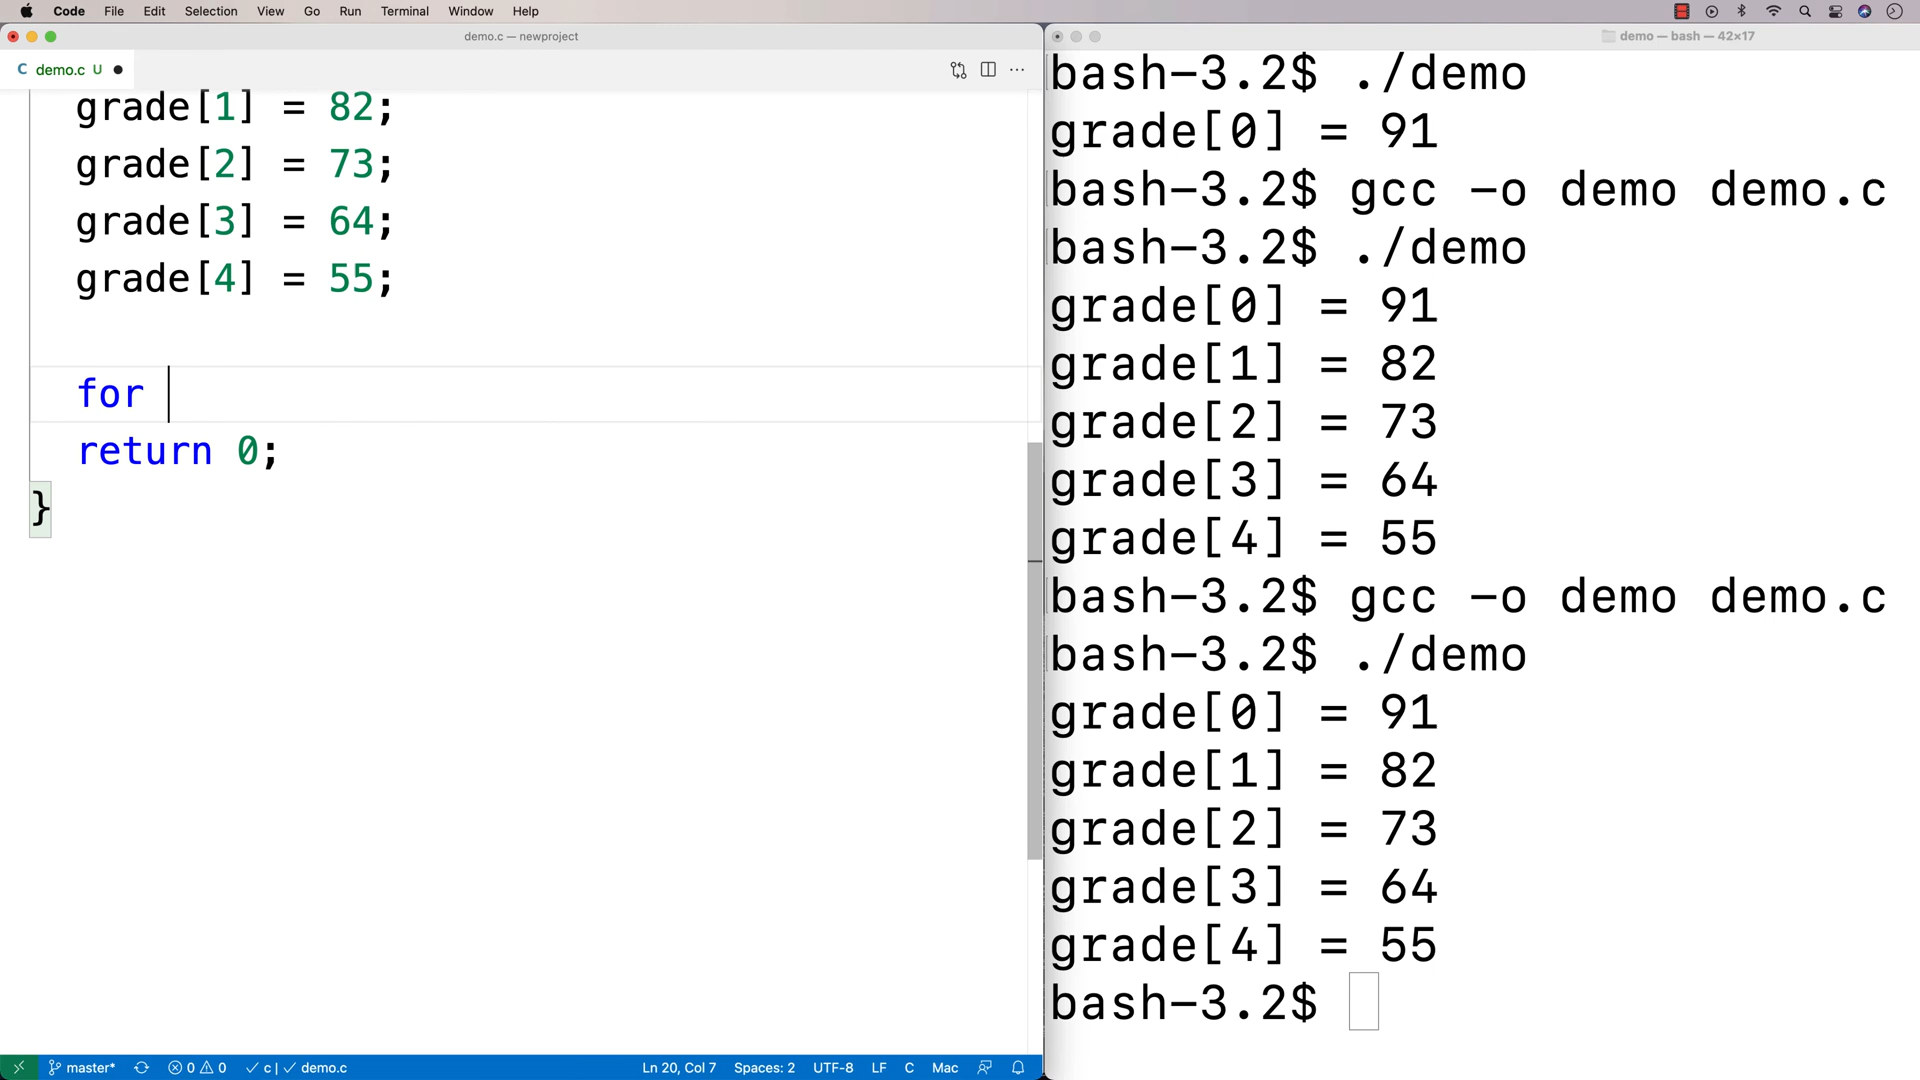 Code File Edit Selection View Go Run Terminal Window Help
demo.c — newproject
C demo.c U
grade[1] = 82;
grade[2] = 73;
grade[3] = 64;
grade[4] = 55;
for
return 0;
}
master* 0 0 c | demo.c Ln 20, Col 7 Spaces: 2 UTF-8 LF C Mac
demo — bash — 42×17
bash-3.2$ ./demo
grade[0] = 91
bash-3.2$ gcc -o demo demo.c
bash-3.2$ ./demo
grade[0] = 91
grade[1] = 82
grade[2] = 73
grade[3] = 64
grade[4] = 55
bash-3.2$ gcc -o demo demo.c
bash-3.2$ ./demo
grade[0] = 91
grade[1] = 82
grade[2] = 73
grade[3] = 64
grade[4] = 55
bash-3.2$